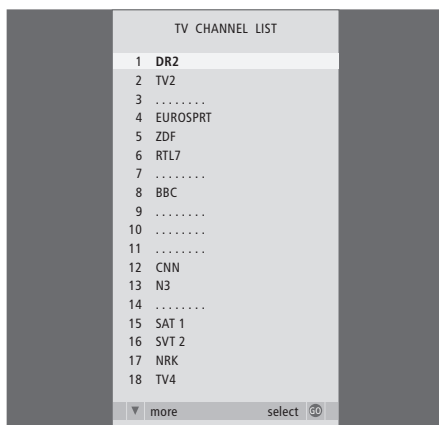 TV CHANNEL LIST
1 DR2
2 TV2
3 ........
4 EUROSPRT
5 ZDF
6 RTL7
7 ........
8 BBC
9 ........
10 ........
11 ........
12 CNN
13 N3
14 ........
15 SAT 1
16 SVT 2
17 NRK
18 TV4
▼ more select GO